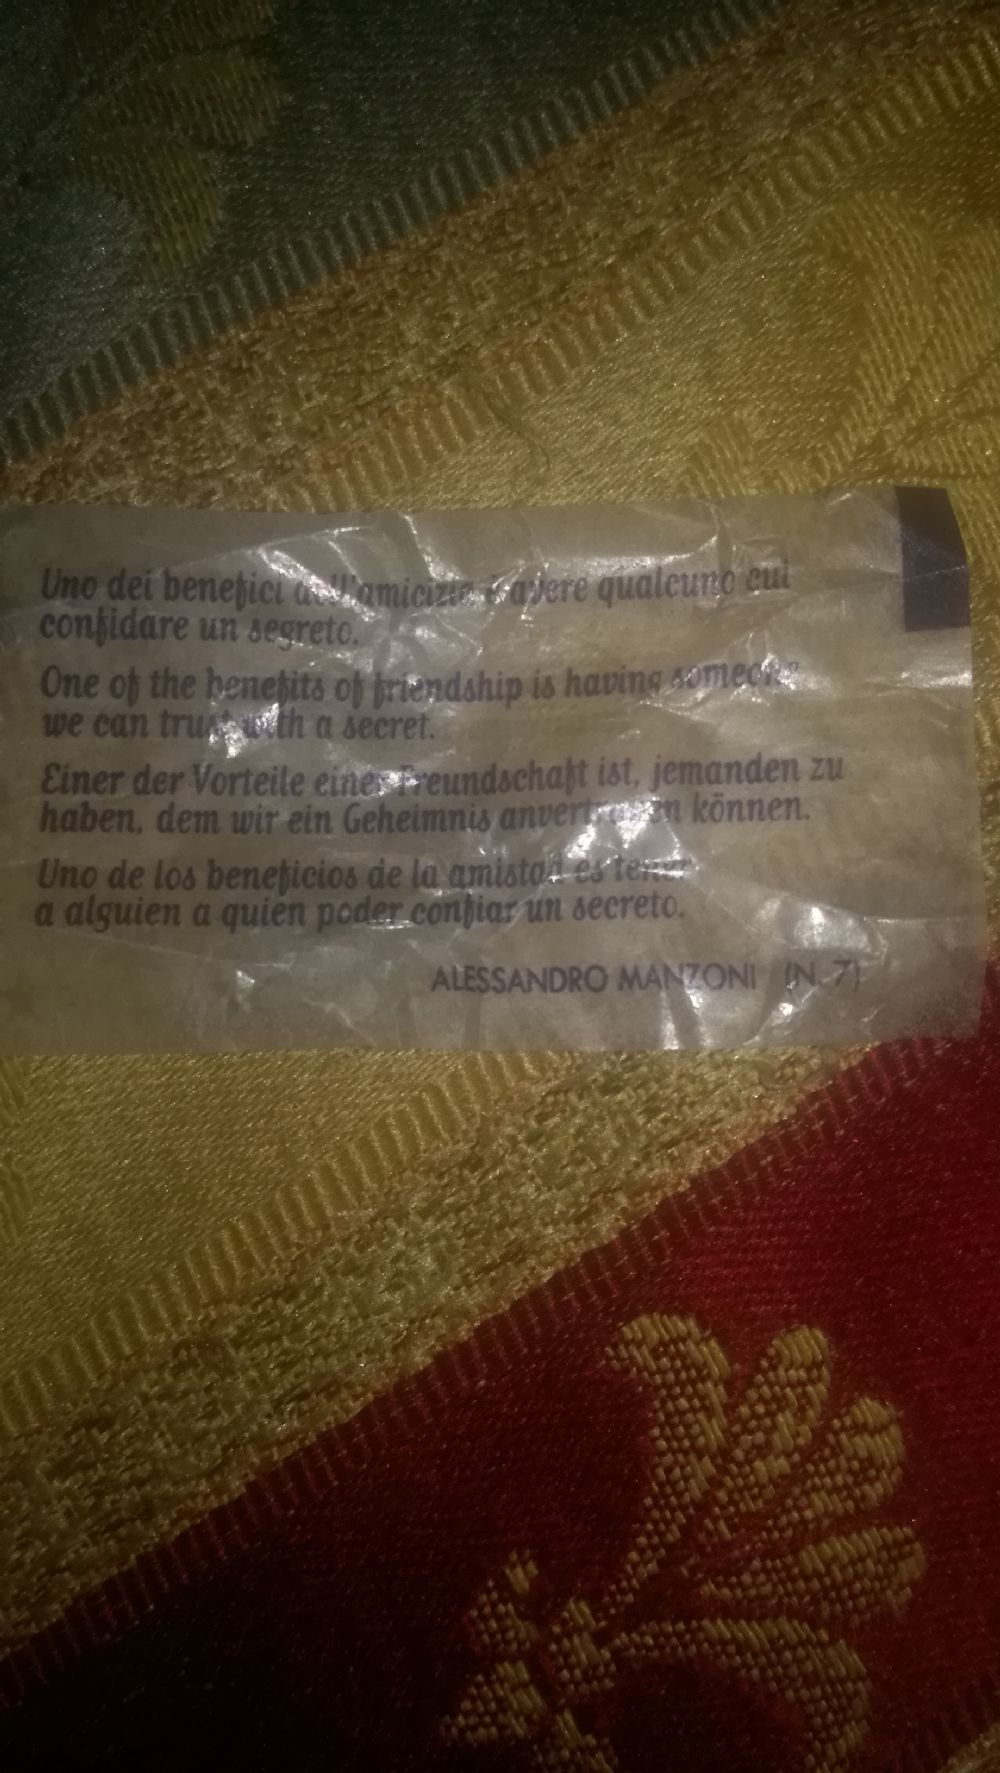 Uno dei benefici dell'amicizia è avere qualcuno cui
confidare un segreto.
One of the benefits of friendship is having someone
we can trust with a secret.
Einer der Vorteile einer Freundschaft ist, jemanden zu
haben, dem wir ein Geheimnis anvertrauen können.
Uno de los beneficios de la amistad es tener
a alguien a quien poder confiar un secreto.
ALESSANDRO MANZONI (N. 7)